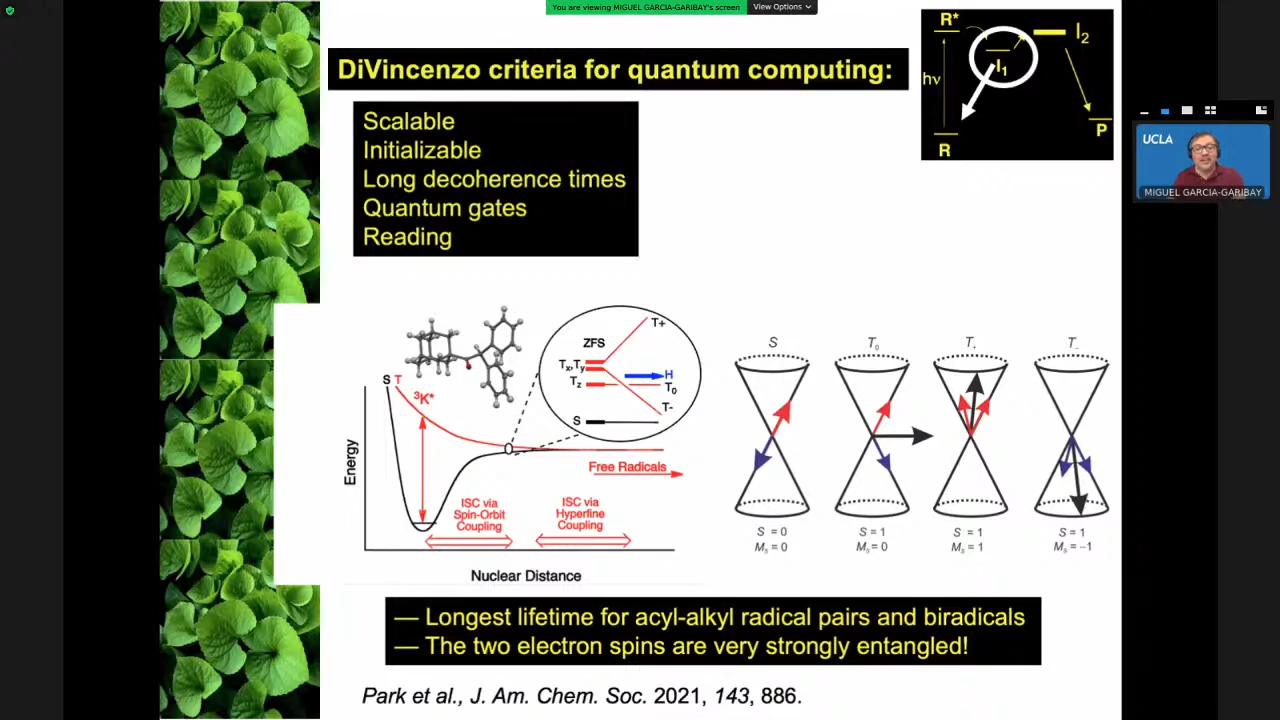 You are viewing MIGUEL GARCIA-GARIBAY's screen
View Options
DiVincenzo criteria for quantum computing:
Scalable
Initializable
Long decoherence times
Quantum gates
Reading
R*
I₂
I₁
hν
P
R
UCLA
MIGUEL GARCIA-GARIBAY
T+
ZFS
Tx,Ty
H
Tz
T₀
T-
S
S T
³K*
Free Radicals
Energy
ISC via
Spin-Orbit
Coupling
ISC via
Hyperfine
Coupling
Nuclear Distance
S
T₀
T₊
T₋
S = 0
Mₛ = 0
S = 1
Mₛ = 0
S = 1
Mₛ = 1
S = 1
Mₛ = −1
— Longest lifetime for acyl-alkyl radical pairs and biradicals
— The two electron spins are very strongly entangled!
Park et al., J. Am. Chem. Soc. 2021, 143, 886.